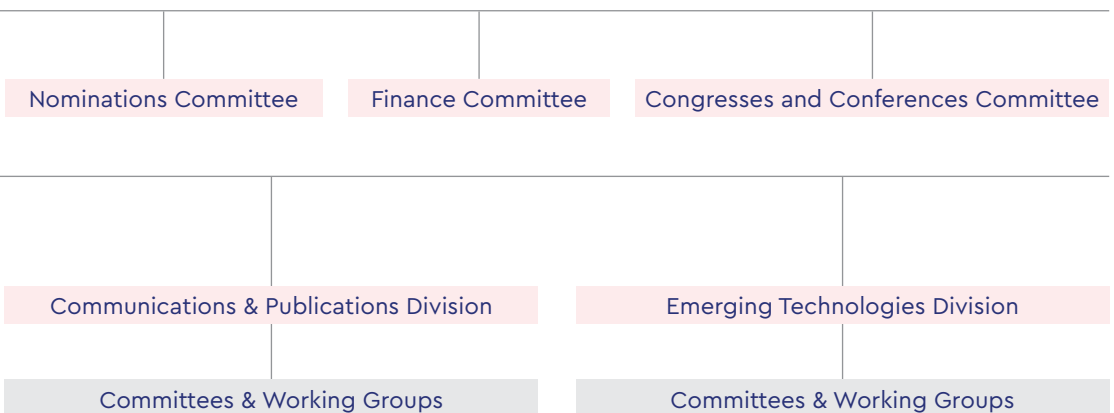 Nominations Committee
Finance Committee
Congresses and Conferences Committee
Communications & Publications Division
Emerging Technologies Division
Committees & Working Groups
Committees & Working Groups